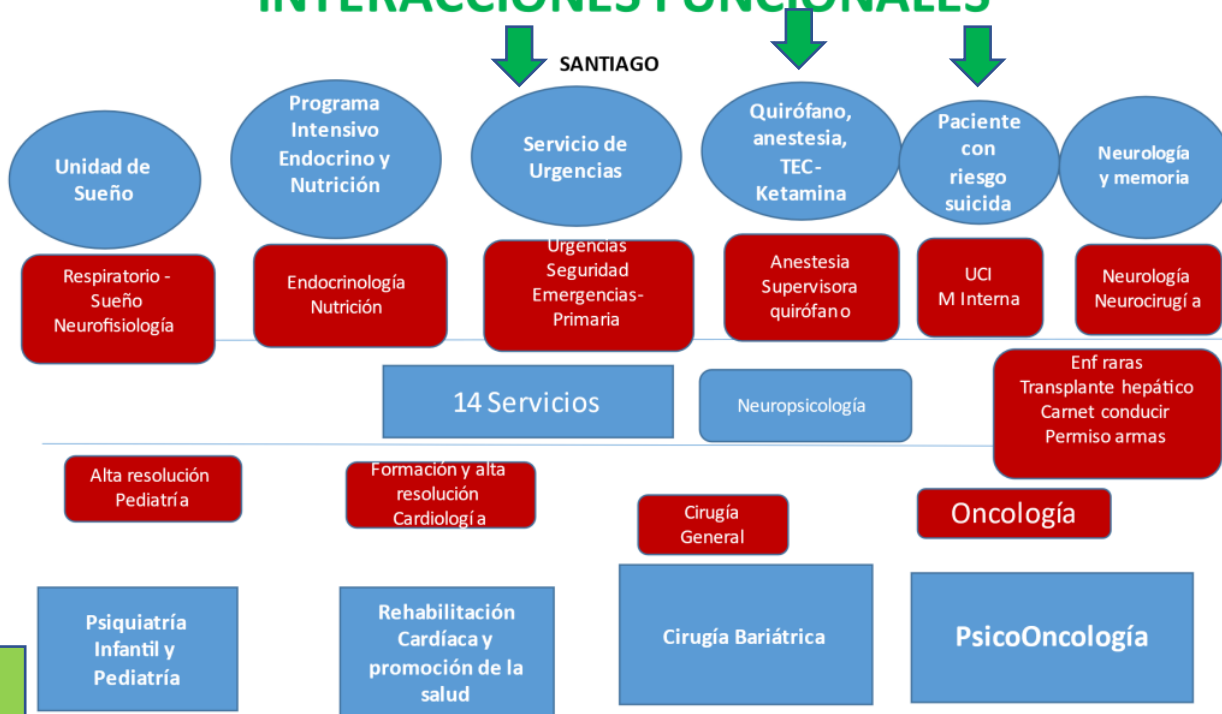 INTERACCIONES FUNCIONALES
SANTIAGO
Unidad de
Sueño
Programa
Intensivo
Endocrino y
Nutrición
Servicio de
Urgencias
Quirófano,
anestesia,
TEC-
Ketamina
Paciente
con
riesgo
suicida
Neurología
y memoria
Respiratorio -
Sueño
Neurofisiología
Endocrinología
Nutrición
Urgencias
Seguridad
Emergencias-
Primaria
Anestesia
Supervisora
quirófano
UCI
M Interna
Neurología
Neurocirugía
14 Servicios
Neuropsicología
Enf raras
Transplante hepático
Carnet conducir
Permiso armas
Alta resolución
Pediatría
Formación y alta
resolución
Cardiología
Cirugía
General
Oncología
Psiquiatría
Infantil y
Pediatría
Rehabilitación
Cardíaca y
promoción de la
salud
Cirugía Bariátrica
PsicoOncología